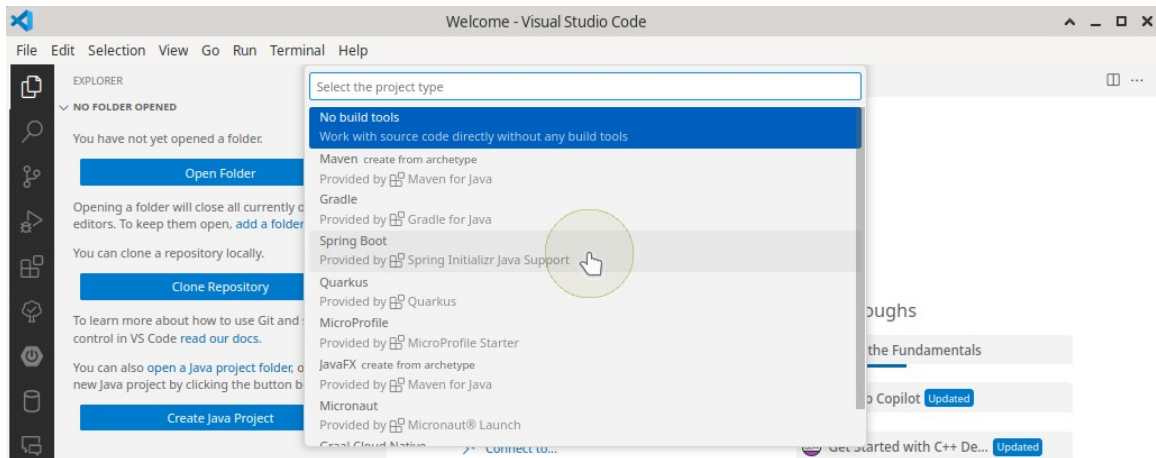 Welcome - Visual Studio Code
File Edit Selection View Go Run Terminal Help
EXPLORER
NO FOLDER OPENED
You have not yet opened a folder.
Open Folder
Opening a folder will close all currently
editors. To keep them open, add a folder
You can clone a repository locally.
Clone Repository
To learn more about how to use Git and
control in VS Code read our docs.
You can also open a Java project folder,
new Java project by clicking the button
Create Java Project
Select the project type
No build tools
Work with source code directly without any build tools
Maven create from archetype
Provided by Maven for Java
Gradle
Provided by Gradle for Java
Spring Boot
Provided by Spring Initializr Java Support
Quarkus
Provided by Quarkus
MicroProfile
Provided by MicroProfile Starter
JavaFX create from archetype
Provided by Maven for Java
Micronaut
Provided by Micronaut® Launch
Graal Cloud Native
Connect to...
oughs
the Fundamentals
Copilot Updated
Get Started with C++ De... Updated